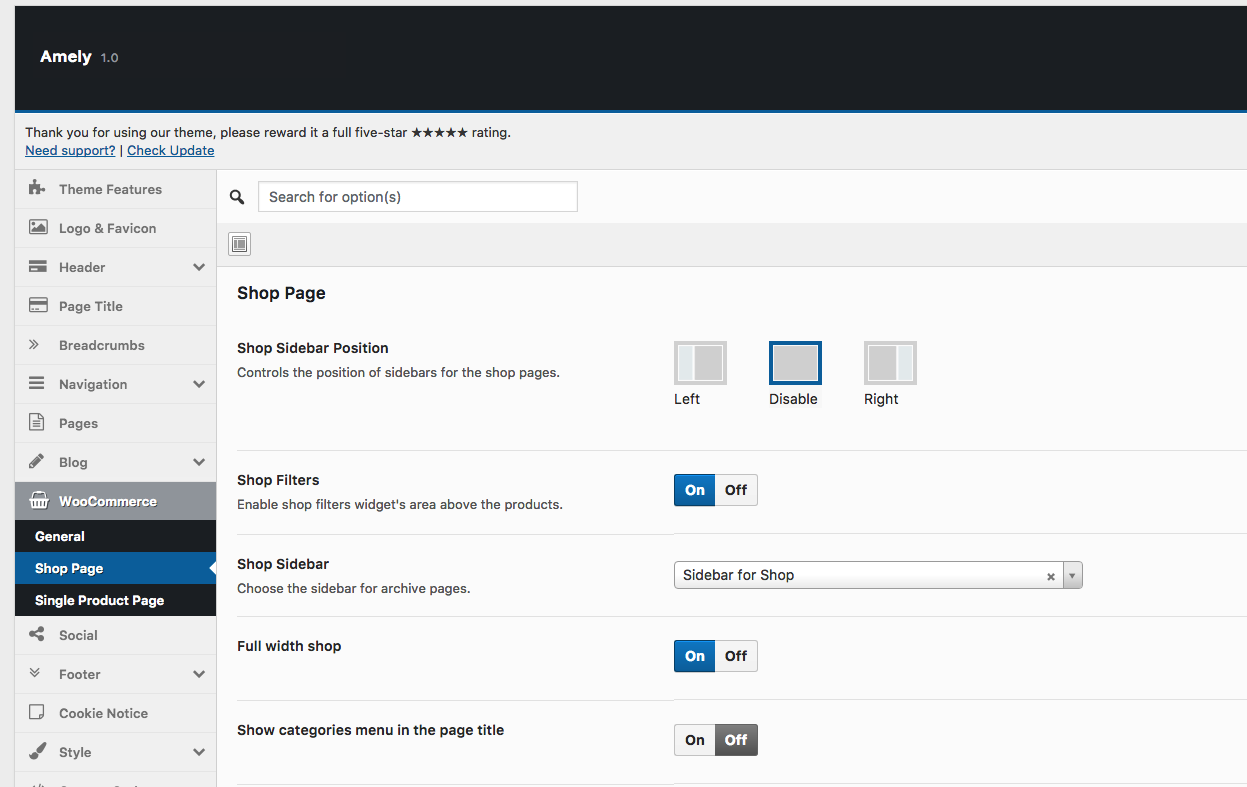 Amely 1.0
Thank you for using our theme, please reward it a full five-star ★★★★★ rating.
Need support? | Check Update
Theme Features
Logo & Favicon
Header
Page Title
Breadcrumbs
Navigation
Pages
Blog
WooCommerce
General
Shop Page
Single Product Page
Social
Footer
Cookie Notice
Style
Search for option(s)
Shop Page
Shop Sidebar Position
Controls the position of sidebars for the shop pages.
Left Disable Right
Shop Filters
Enable shop filters widget's area above the products.
On Off
Shop Sidebar
Choose the sidebar for archive pages.
Sidebar for Shop
Full width shop
On Off
Show categories menu in the page title
On Off